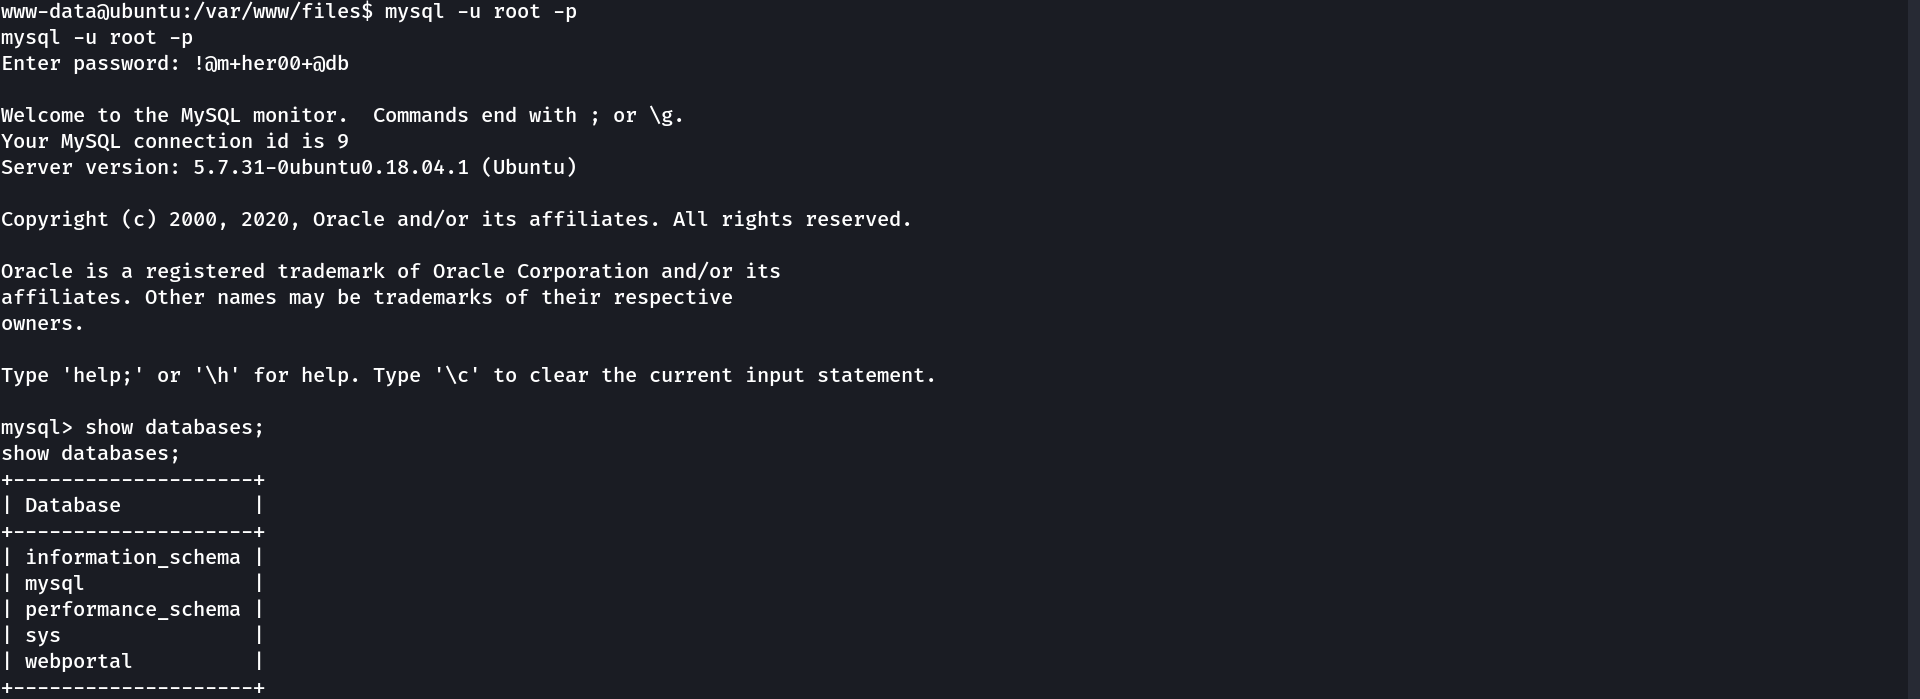 www-data@ubuntu:/var/www/files$ mysql -u root -p
mysql -u root -p
Enter password: !@m+her00+@db
Welcome to the MySQL monitor.  Commands end with ; or \g.
Your MySQL connection id is 9
Server version: 5.7.31-0ubuntu0.18.04.1 (Ubuntu)
Copyright (c) 2000, 2020, Oracle and/or its affiliates. All rights reserved.
Oracle is a registered trademark of Oracle Corporation and/or its
affiliates. Other names may be trademarks of their respective
owners.
Type 'help;' or '\h' for help. Type '\c' to clear the current input statement.
mysql> show databases;
show databases;
+--------------------+
| Database           |
+--------------------+
| information_schema |
| mysql              |
| performance_schema |
| sys                |
| webportal          |
+--------------------+